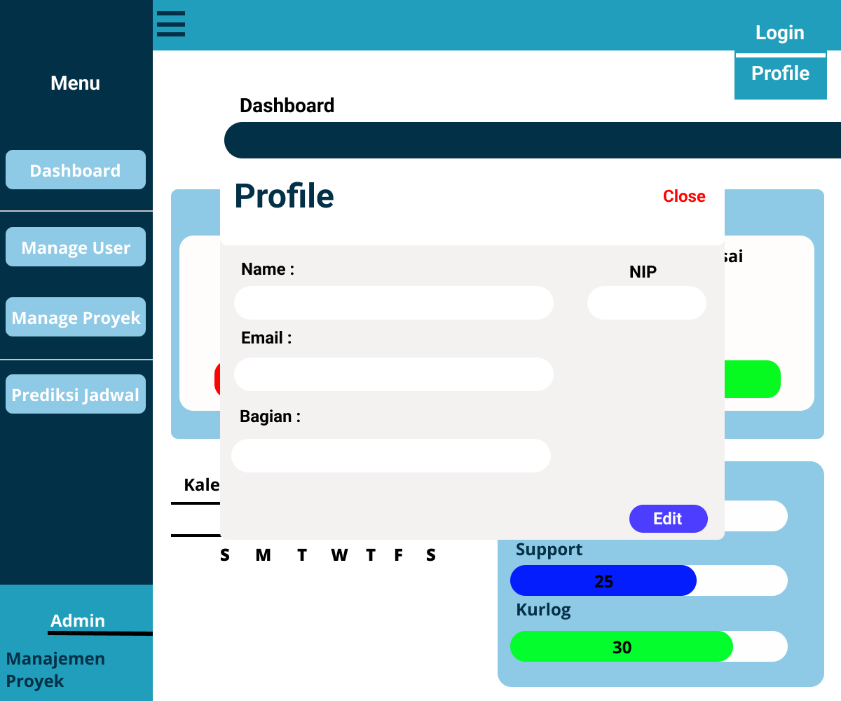 Login
Profile
Menu
Dashboard
Manage User
Manage Proyek
Prediksi Jadwal
Admin
Manajemen
Proyek
Dashboard
Profile
Close
Name :
NIP
Email :
Bagian :
Edit
sai
Kale
S M T W T F S
Support
25
Kurlog
30